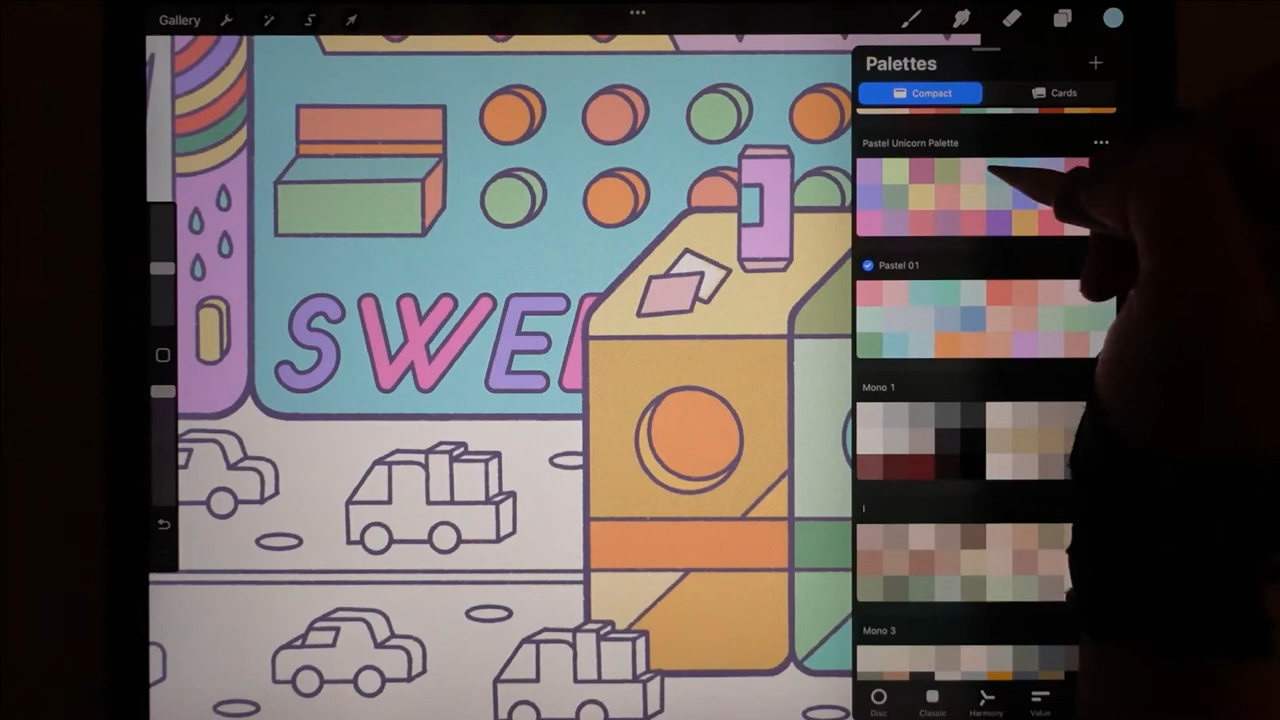 Gallery
Palettes
Compact
Cards
Pastel Unicorn Palette
Pastel 01
Mono 1
I
Mono 3
Disc
Classic
Harmony
Value
SWE